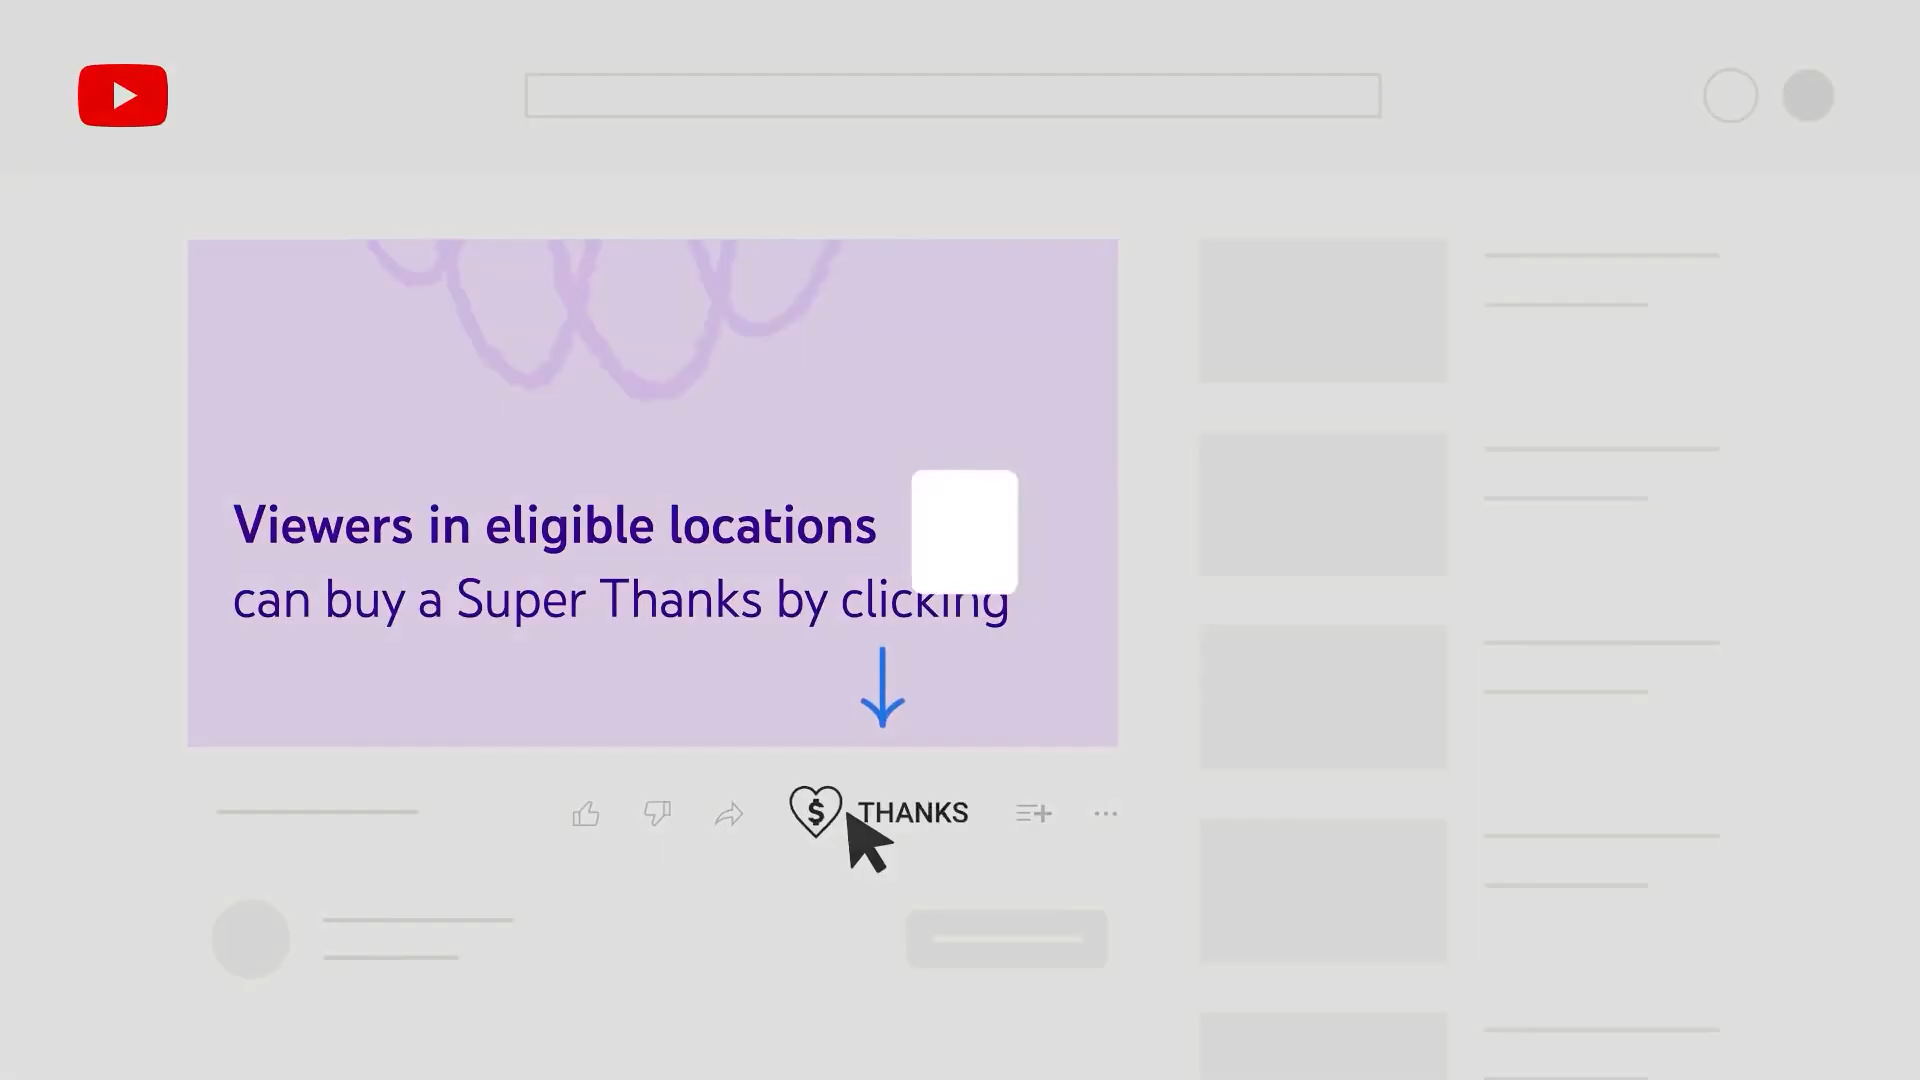 Viewers in eligible locations
can buy a Super Thanks by clicking
$ THANKS